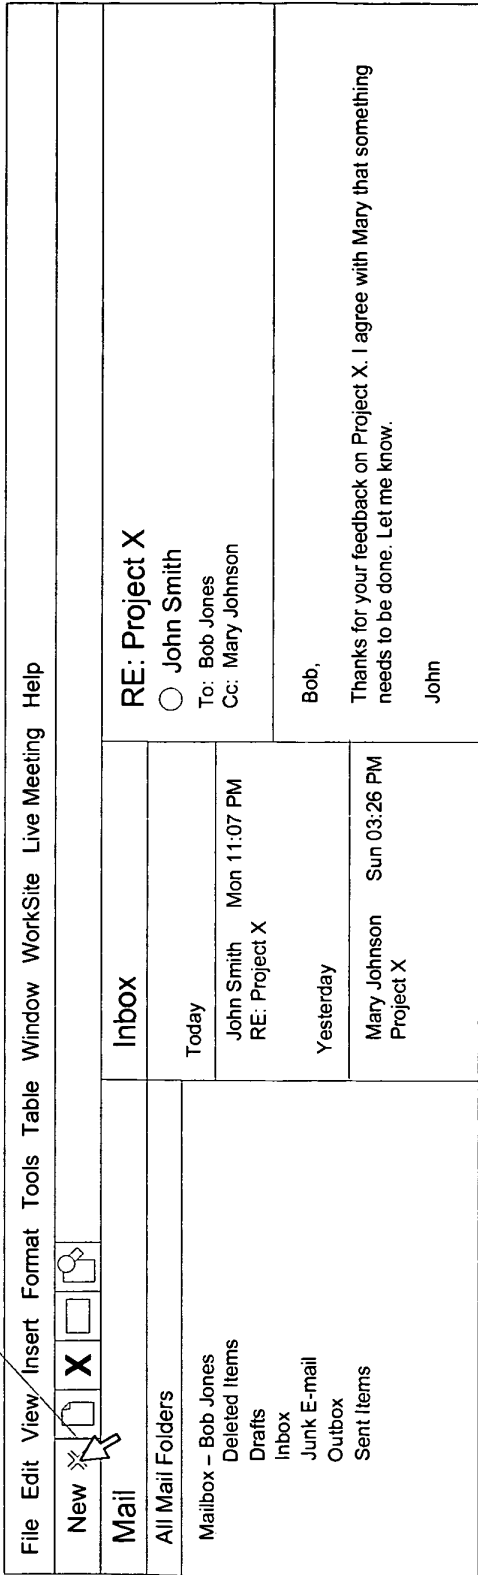 File Edit View Insert Format Tools Table Window WorkSite Live Meeting Help
New X
Mail
All Mail Folders
Mailbox – Bob Jones
Deleted Items
Drafts
Inbox
Junk E-mail
Outbox
Sent Items
Inbox
Today
John Smith Mon 11:07 PM
RE: Project X
Yesterday
Mary Johnson Sun 03:26 PM
Project X
RE: Project X
John Smith
To: Bob Jones
Cc: Mary Johnson
Bob,
Thanks for your feedback on Project X. I agree with Mary that something
needs to be done. Let me know.
John